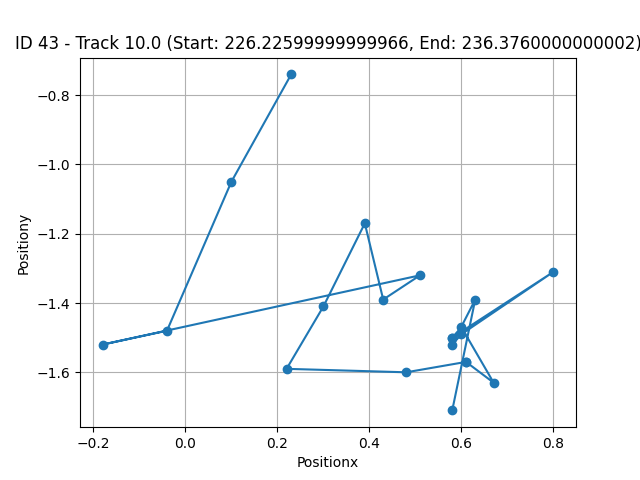 ID 43 - Track 10.0 (Start: 226.22599999999966, End: 236.3760000000002)
−0.8
−1.0
−1.2
−1.4
−1.6
Positiony
−0.2 0.0 0.2 0.4 0.6 0.8
Positionx